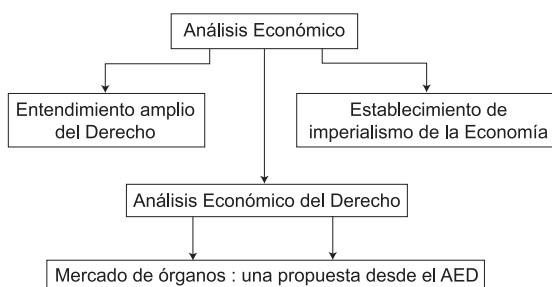 Análisis Económico
Entendimiento amplio
del Derecho
Establecimiento de
imperialismo de la Economía
Análisis Económico del Derecho
Mercado de órganos : una propuesta desde el AED